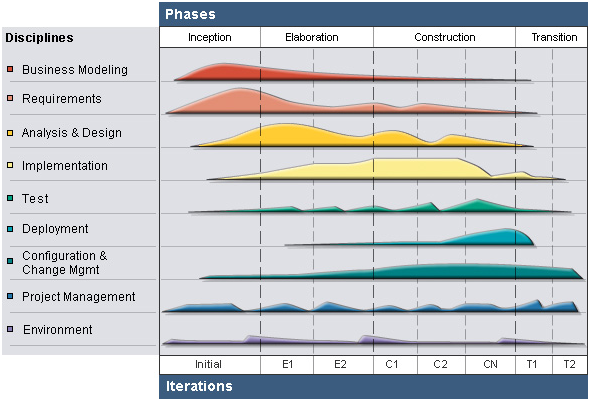 Phases
Disciplines
Inception Elaboration Construction Transition
Business Modeling
Requirements
Analysis & Design
Implementation
Test
Deployment
Configuration &
Change Mgmt
Project Management
Environment
Initial E1 E2 C1 C2 CN T1 T2
Iterations